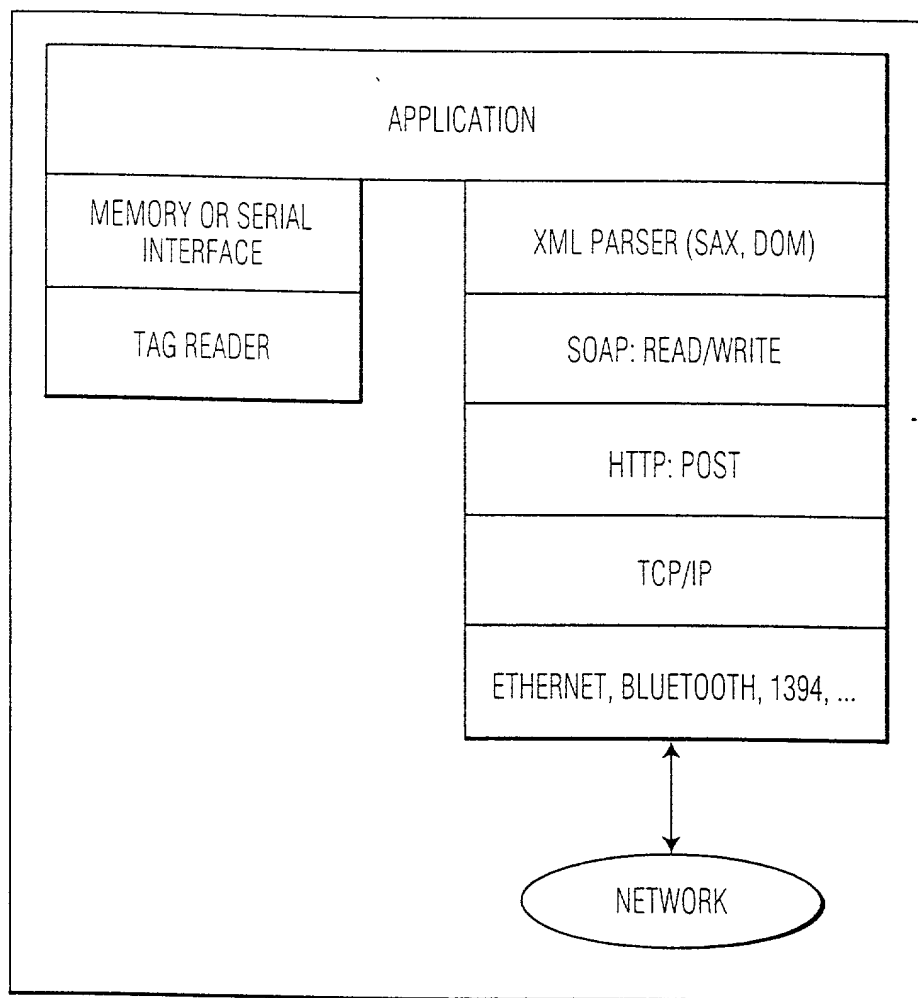 APPLICATION
MEMORY OR SERIAL
INTERFACE
TAG READER
XML PARSER (SAX, DOM)
SOAP: READ/WRITE
HTTP: POST
TCP/IP
ETHERNET, BLUETOOTH, 1394, ...
NETWORK